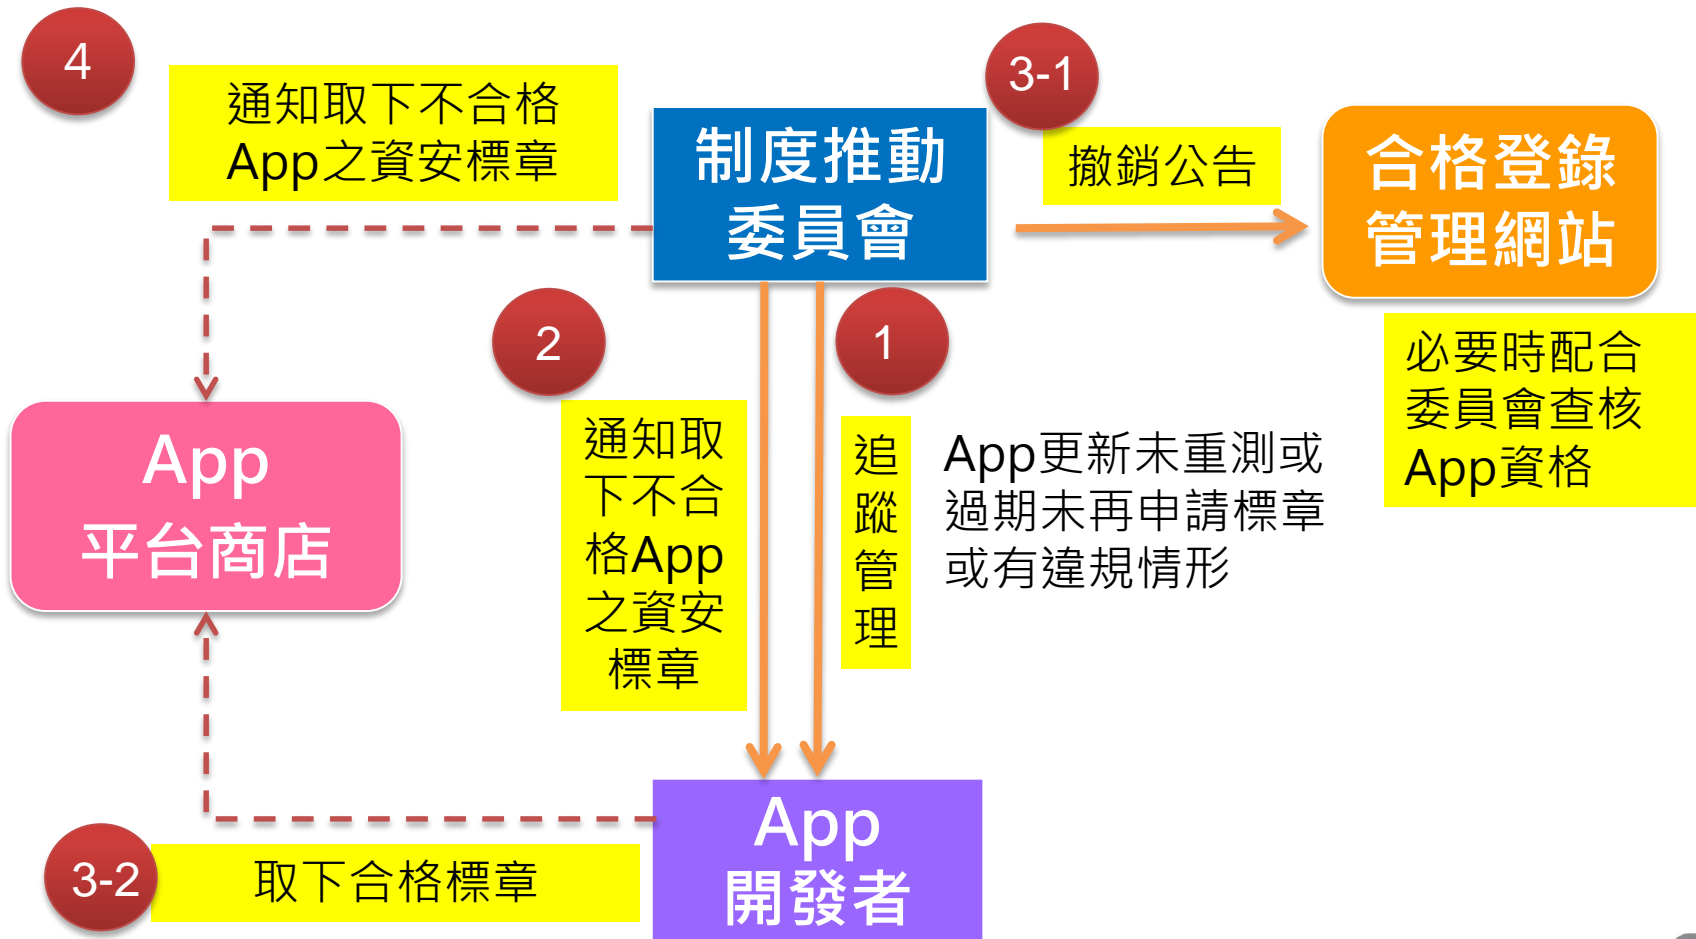 4
通知取下不合格
App之資安標章
制度推動
委員會
3-1
撤銷公告
合格登錄
管理網站
必要時配合
委員會查核
App資格
2
通知取
下不合
格App
之資安
標章
1
追
蹤
管
理
App更新未重測或
過期未再申請標章
或有違規情形
App
平台商店
3-2
取下合格標章
App
開發者